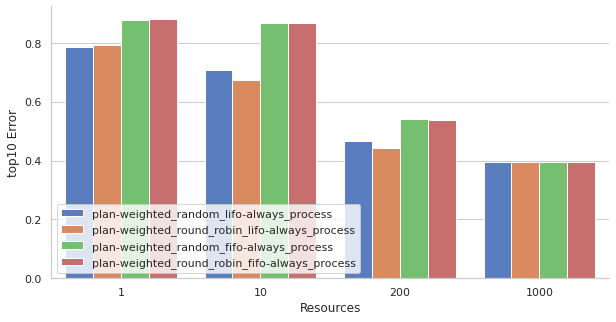 top10 Error
0.8
0.6
0.4
0.2
0.0
plan-weighted_random_lifo-always_process
plan-weighted_round_robin_lifo-always_process
plan-weighted_random_fifo-always_process
plan-weighted_round_robin_fifo-always_process
1
10
200
1000
Resources